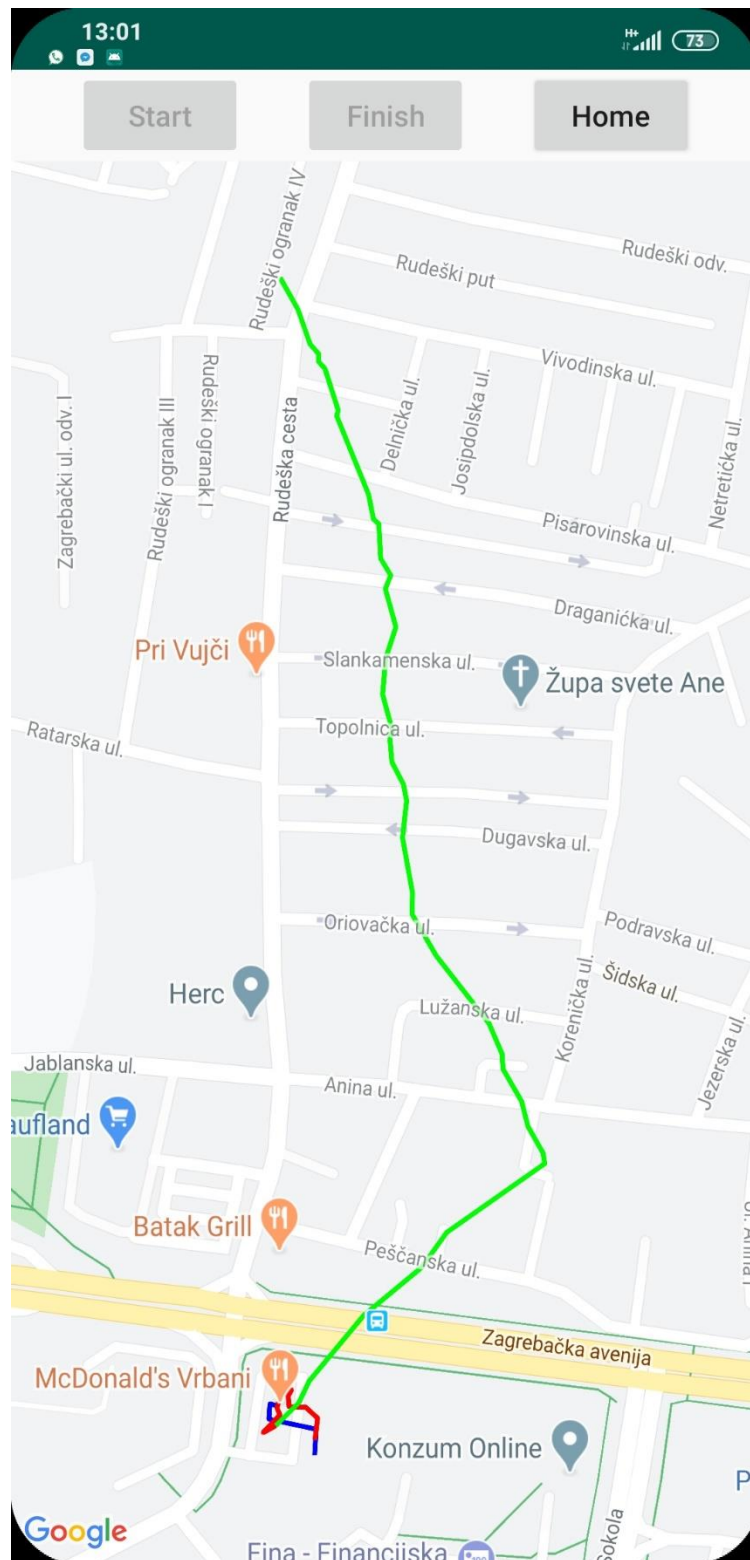 13:01
H+
73
Start
Finish
Home
Rudeški ogranak IV
Rudeški odv.
Rudeški put
Vivodinska ul.
Zagrebački ul. odv. I
Rudeški ogranak III
Rudeški ogranak I
Rudeška cesta
Delnička ul.
Josipdolska ul.
Netretićka ul.
Pisarovinska ul.
Draganićka ul.
Pri Vujči
Slankamenska ul.
Župa svete Ane
Topolnica ul.
Ratarska ul.
Dugavska ul.
Oriovačka ul.
Podravska ul.
Herc
Korenička ul.
Šidska ul.
Lužanska ul.
Jezerska ul.
Jablanska ul.
Anina ul.
aufland
Batak Grill
Peščanska ul.
Zagrebačka avenija
McDonald's Vrbani
Konzum Online
P
Google
Fina - Financijska
Sokola